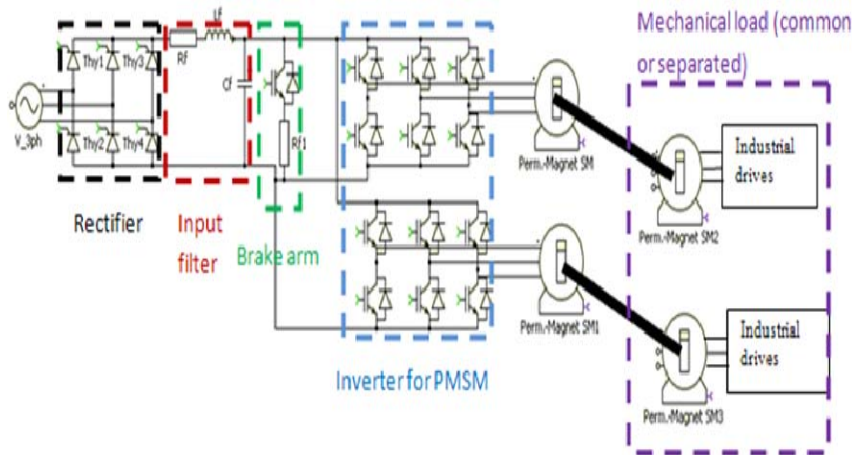 Mechanical load (common
or separated)
Lf
Rf
Thy1
Thy3
Cf
V_3ph
Thy2
Thy4
Rf1
Perm.-Magnet SM
Industrial
drives
Perm.-Magnet SM2
Rectifier
Input
filter
Brake arm
Perm.-Magnet SM1
Industrial
drives
Perm.-Magnet SM3
Inverter for PMSM